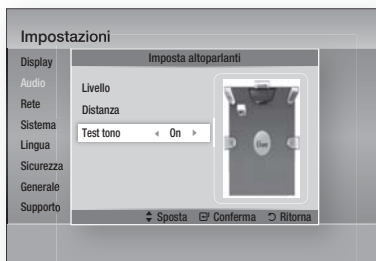 Impostazioni
Display
Audio
Rete
Sistema
Lingua
Sicurezza
Generale
Supporto
Imposta altoparlanti
Livello
Distanza
Test tono On
Sposta Conferma Ritorna